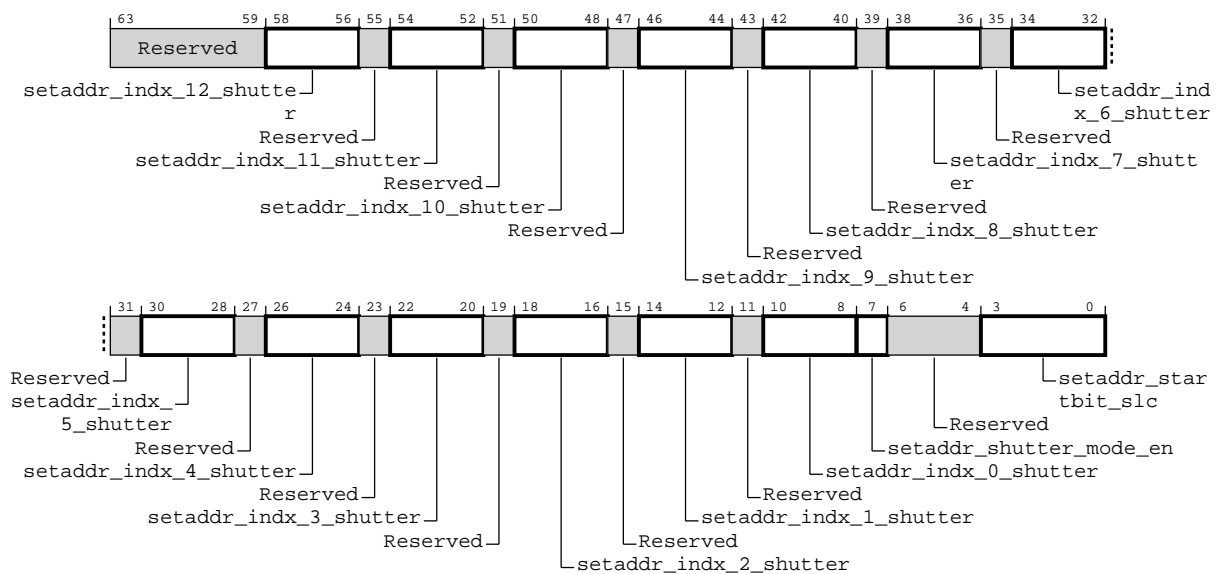 63 59 58 56 55 54 52 51 50 48 47 46 44 43 42 40 39 38 36 35 34 32
Reserved
setaddr_indx_12_shutte
r
setaddr_ind
x_6_shutter
Reserved
Reserved
setaddr_indx_11_shutter
setaddr_indx_7_shutt
er
Reserved
Reserved
setaddr_indx_10_shutter
setaddr_indx_8_shutter
Reserved
Reserved
setaddr_indx_9_shutter
31 30 28 27 26 24 23 22 20 19 18 16 15 14 12 11 10 8 7 6 4 3 0
Reserved
setaddr_indx_
5_shutter
setaddr_star
tbit_slc
Reserved
Reserved
setaddr_shutter_mode_en
setaddr_indx_4_shutter
setaddr_indx_0_shutter
Reserved
Reserved
setaddr_indx_3_shutter
setaddr_indx_1_shutter
Reserved
Reserved
setaddr_indx_2_shutter